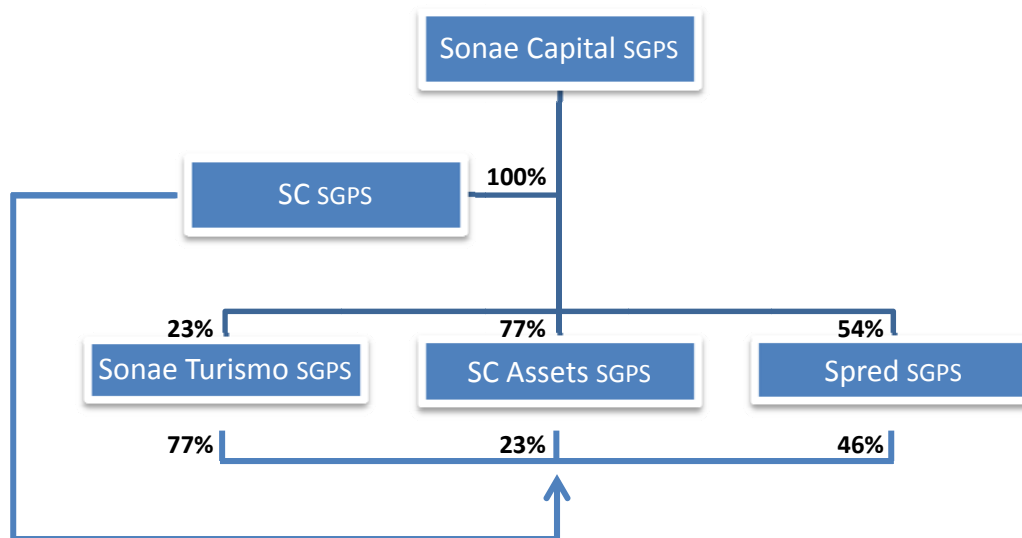 Sonae Capital SGPS
100%
SC SGPS
23%
77%
54%
Sonae Turismo SGPS
SC Assets SGPS
Spred SGPS
77%
23%
46%